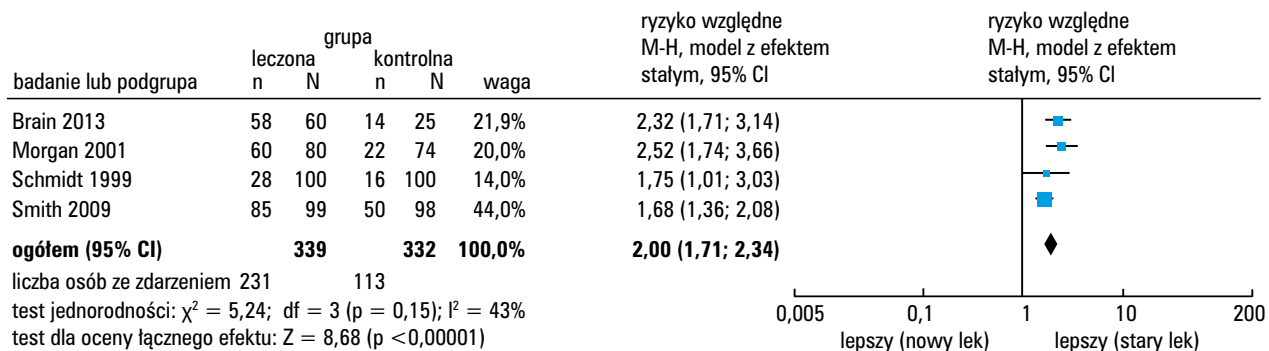 grupa
leczona kontrolna
badanie lub podgrupa n N n N waga
ryzyko względne
M-H, model z efektem
stałym, 95% CI
ryzyko względne
M-H, model z efektem
stałym, 95% CI
Brain 2013 58 60 14 25 21,9% 2,32 (1,71; 3,14)
Morgan 2001 60 80 22 74 20,0% 2,52 (1,74; 3,66)
Schmidt 1999 28 100 16 100 14,0% 1,75 (1,01; 3,03)
Smith 2009 85 99 50 98 44,0% 1,68 (1,36; 2,08)
ogółem (95% CI) 339 332 100,0% 2,00 (1,71; 2,34)
liczba osób ze zdarzeniem 231 113
test jednorodności: χ² = 5,24; df = 3 (p = 0,15); I² = 43%
test dla oceny łącznego efektu: Z = 8,68 (p <0,00001)
0,005 0,1 1 10 200
lepszy (nowy lek) lepszy (stary lek)